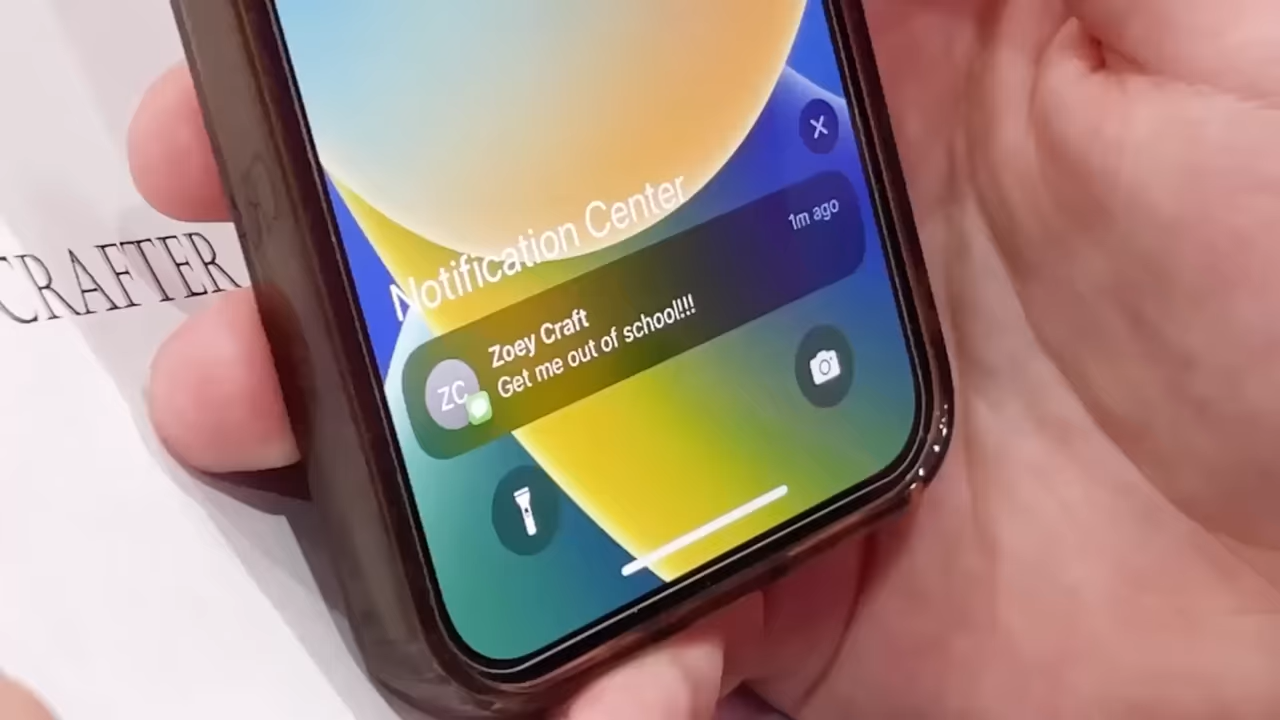 CRAFTER
Notification Center
1m ago
Zoey Craft
Get me out of school!!!
ZC